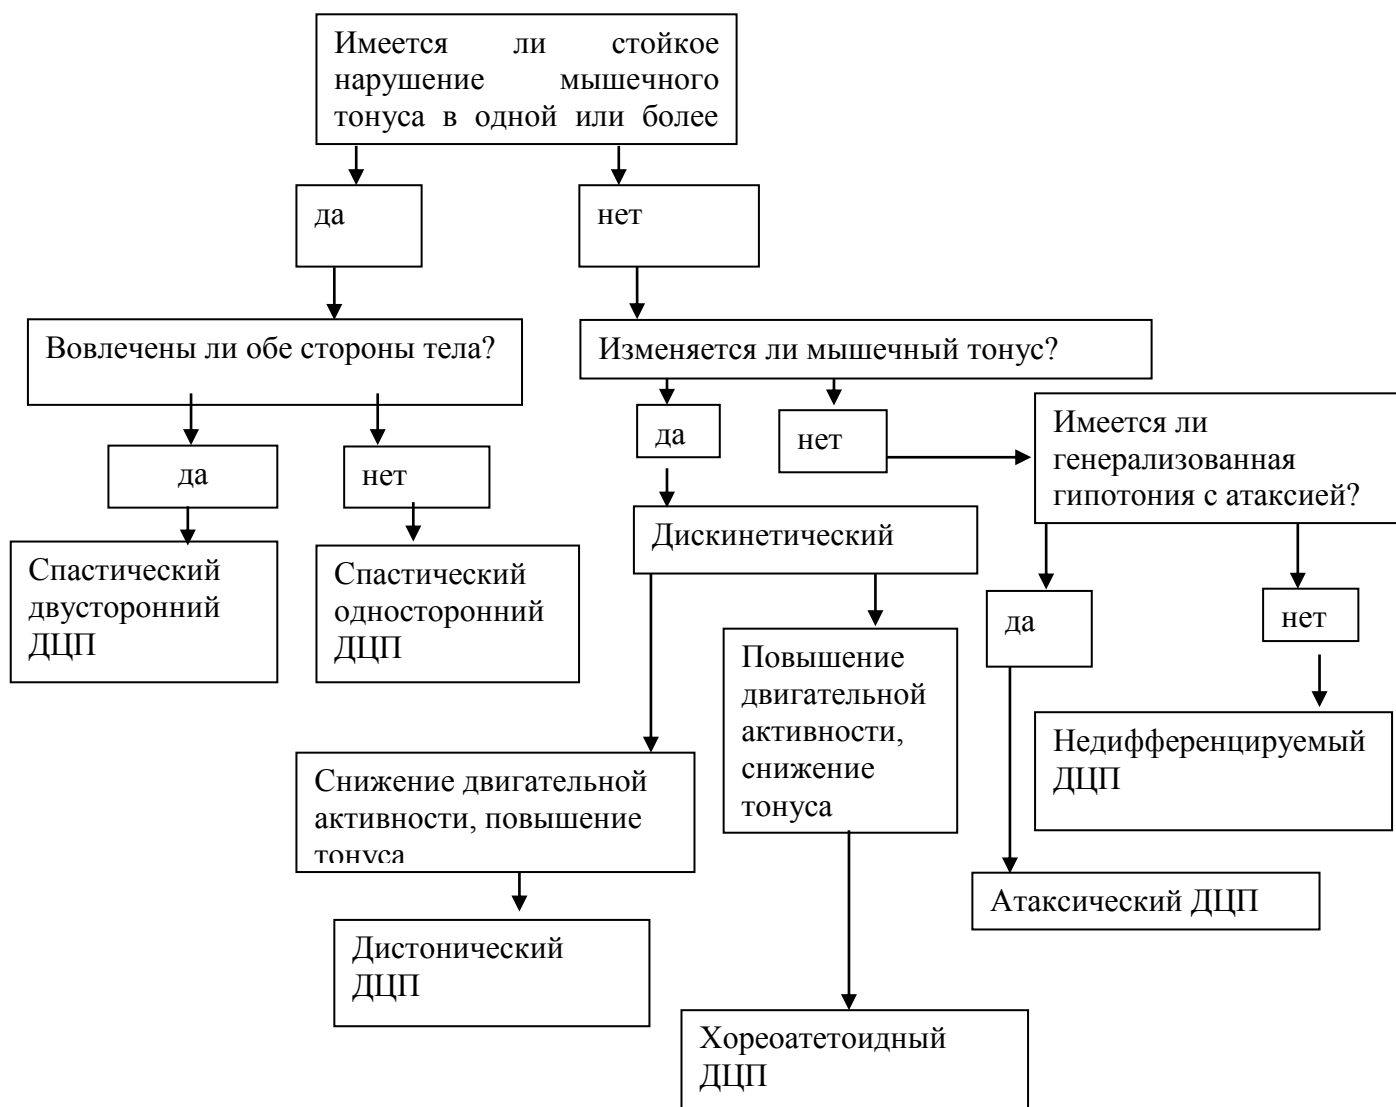 Имеется ли стойкое
нарушение мышечного
тонуса в одной или более
да
нет
Вовлечены ли обе стороны тела?
Изменяется ли мышечный тонус?
да
нет
Имеется ли
генерализованная
гипотония с атаксией?
да
нет
Дискинетический
Спастический
двусторонний
ДЦП
Спастический
односторонний
ДЦП
да
нет
Повышение
двигательной
активности,
снижение
тонуса
Недифференцируемый
ДЦП
Снижение двигательной
активности, повышение
тонуса
Атаксический ДЦП
Дистонический
ДЦП
Хореоатетоидный
ДЦП